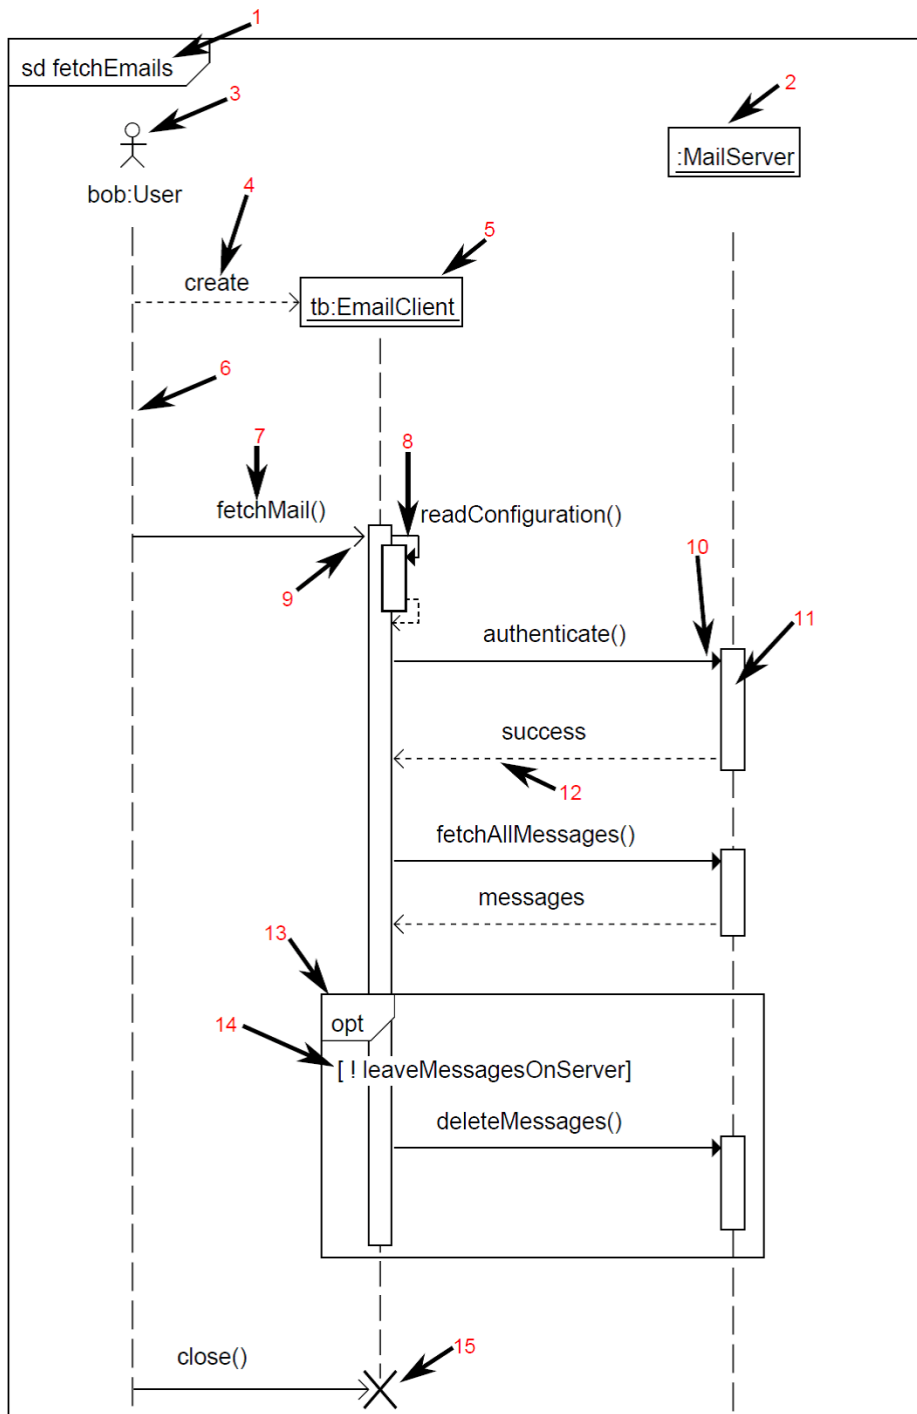 1
sd fetchEmails
2
3
:MailServer
bob:User
4
5
create
tb:EmailClient
6
7
8
fetchMail()
readConfiguration()
9
10
11
authenticate()
success
12
fetchAllMessages()
messages
13
opt
14
[ ! leaveMessagesOnServer]
deleteMessages()
15
close()